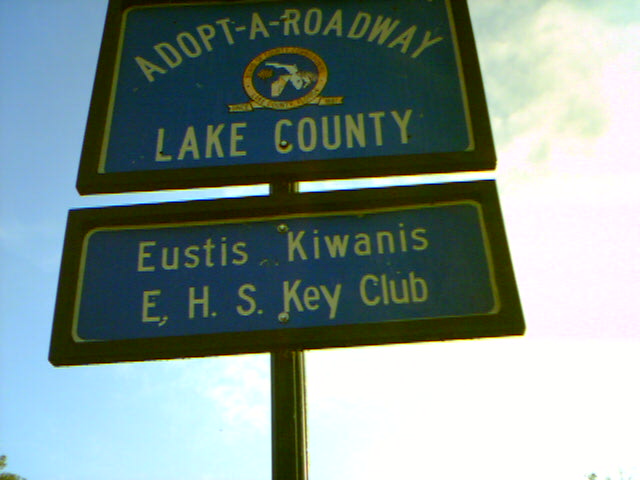 ADOPT-A-ROADWAY
LAKE COUNTY
Eustis Kiwanis
E. H. S. Key Club